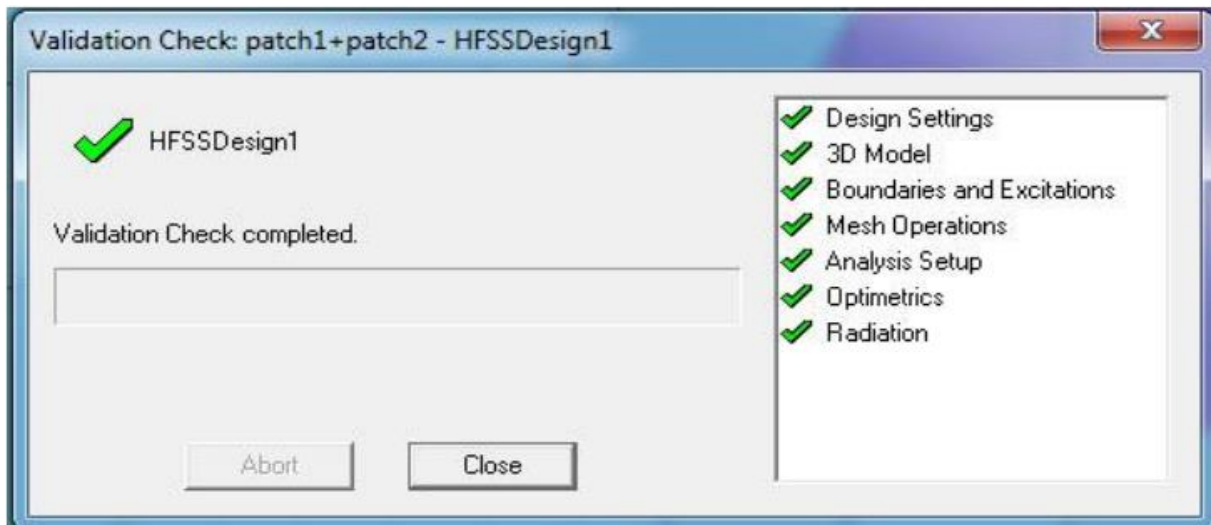 Validation Check: patch1+patch2 - HFSSDesign1
HFSSDesign1
Validation Check completed.
Abort
Close
Design Settings
3D Model
Boundaries and Excitations
Mesh Operations
Analysis Setup
Optimetrics
Radiation